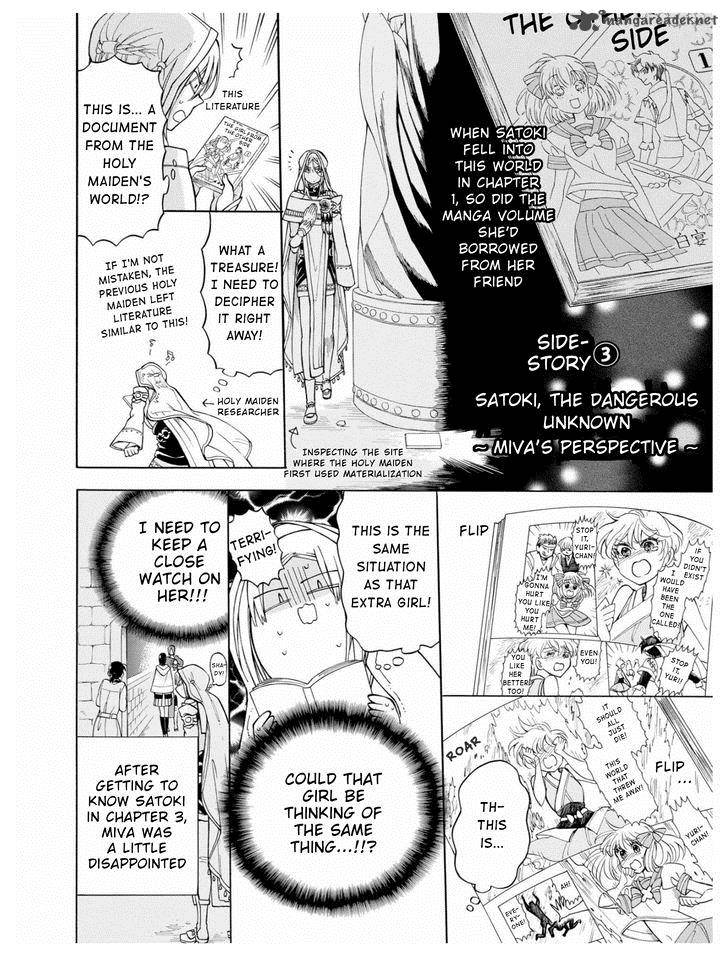 mangareader.net
THE OTHER
SIDE
1
白宴
WHEN SATOKI
FELL INTO
THIS WORLD
IN CHAPTER
1, SO DID THE
MANGA VOLUME
SHE'D
BORROWED
FROM HER
FRIEND
SIDE-
STORY 3
SATOKI, THE DANGEROUS
UNKNOWN
~ MIVA'S PERSPECTIVE ~
INSPECTING THE SITE
WHERE THE HOLY MAIDEN
FIRST USED MATERIALIZATION
THIS
LITERATURE
THE GIRL FROM
THE OTHER
SIDE
THIS IS... A
DOCUMENT
FROM THE
HOLY
MAIDEN'S
WORLD!?
WHAT A
TREASURE!
I NEED TO
DECIPHER
IT RIGHT
AWAY!
IF I'M NOT
MISTAKEN, THE
PREVIOUS HOLY
MAIDEN LEFT
LITERATURE
SIMILAR TO THIS!
HOLY MAIDEN
RESEARCHER
FLIP
IF YOU
DIDN'T
EXIST
I WOULD
HAVE BEEN
THE ONE
CALLED!
STOP
IT,
YURI-
CHAN!
I'M
GONNA
HURT YOU
LIKE YOU
HURT
ME!
STOP
IT, YURI!
EVEN
YOU!
YOU
LIKE HER
BETTER
TOO!
FLIP
...
IT
SHOULD
ALL
JUST
DIE!
THIS
WORLD
THAT
THREW
ME AWAY!
ROAR
TH-
THIS
IS...
YURI-
CHAN!
AH!
EVE-
RY-
ONE!
THIS IS THE
SAME
SITUATION
AS THAT
EXTRA GIRL!
TERRI-
FYING!
COULD THAT
GIRL BE
THINKING OF
THE SAME
THING...!!?
I NEED TO
KEEP A
CLOSE
WATCH ON
HER!!!
SHA-
DY!
AFTER
GETTING TO
KNOW SATOKI
IN CHAPTER 3,
MIVA WAS
A LITTLE
DISAPPOINTED